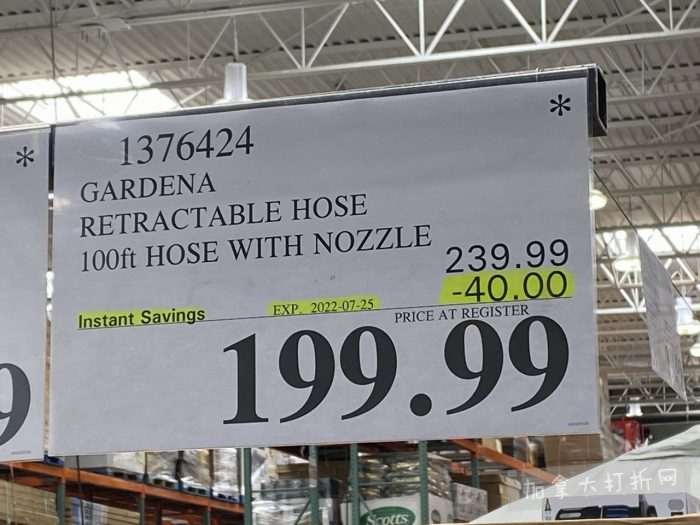 *
1376424
*
GARDENA
RETRACTABLE HOSE
100ft HOSE WITH NOZZLE
239.99
-40.00
Instant Savings
EXP. 2022-07-25
PRICE AT REGISTER
199.99
9
Scotts
加拿大打折网